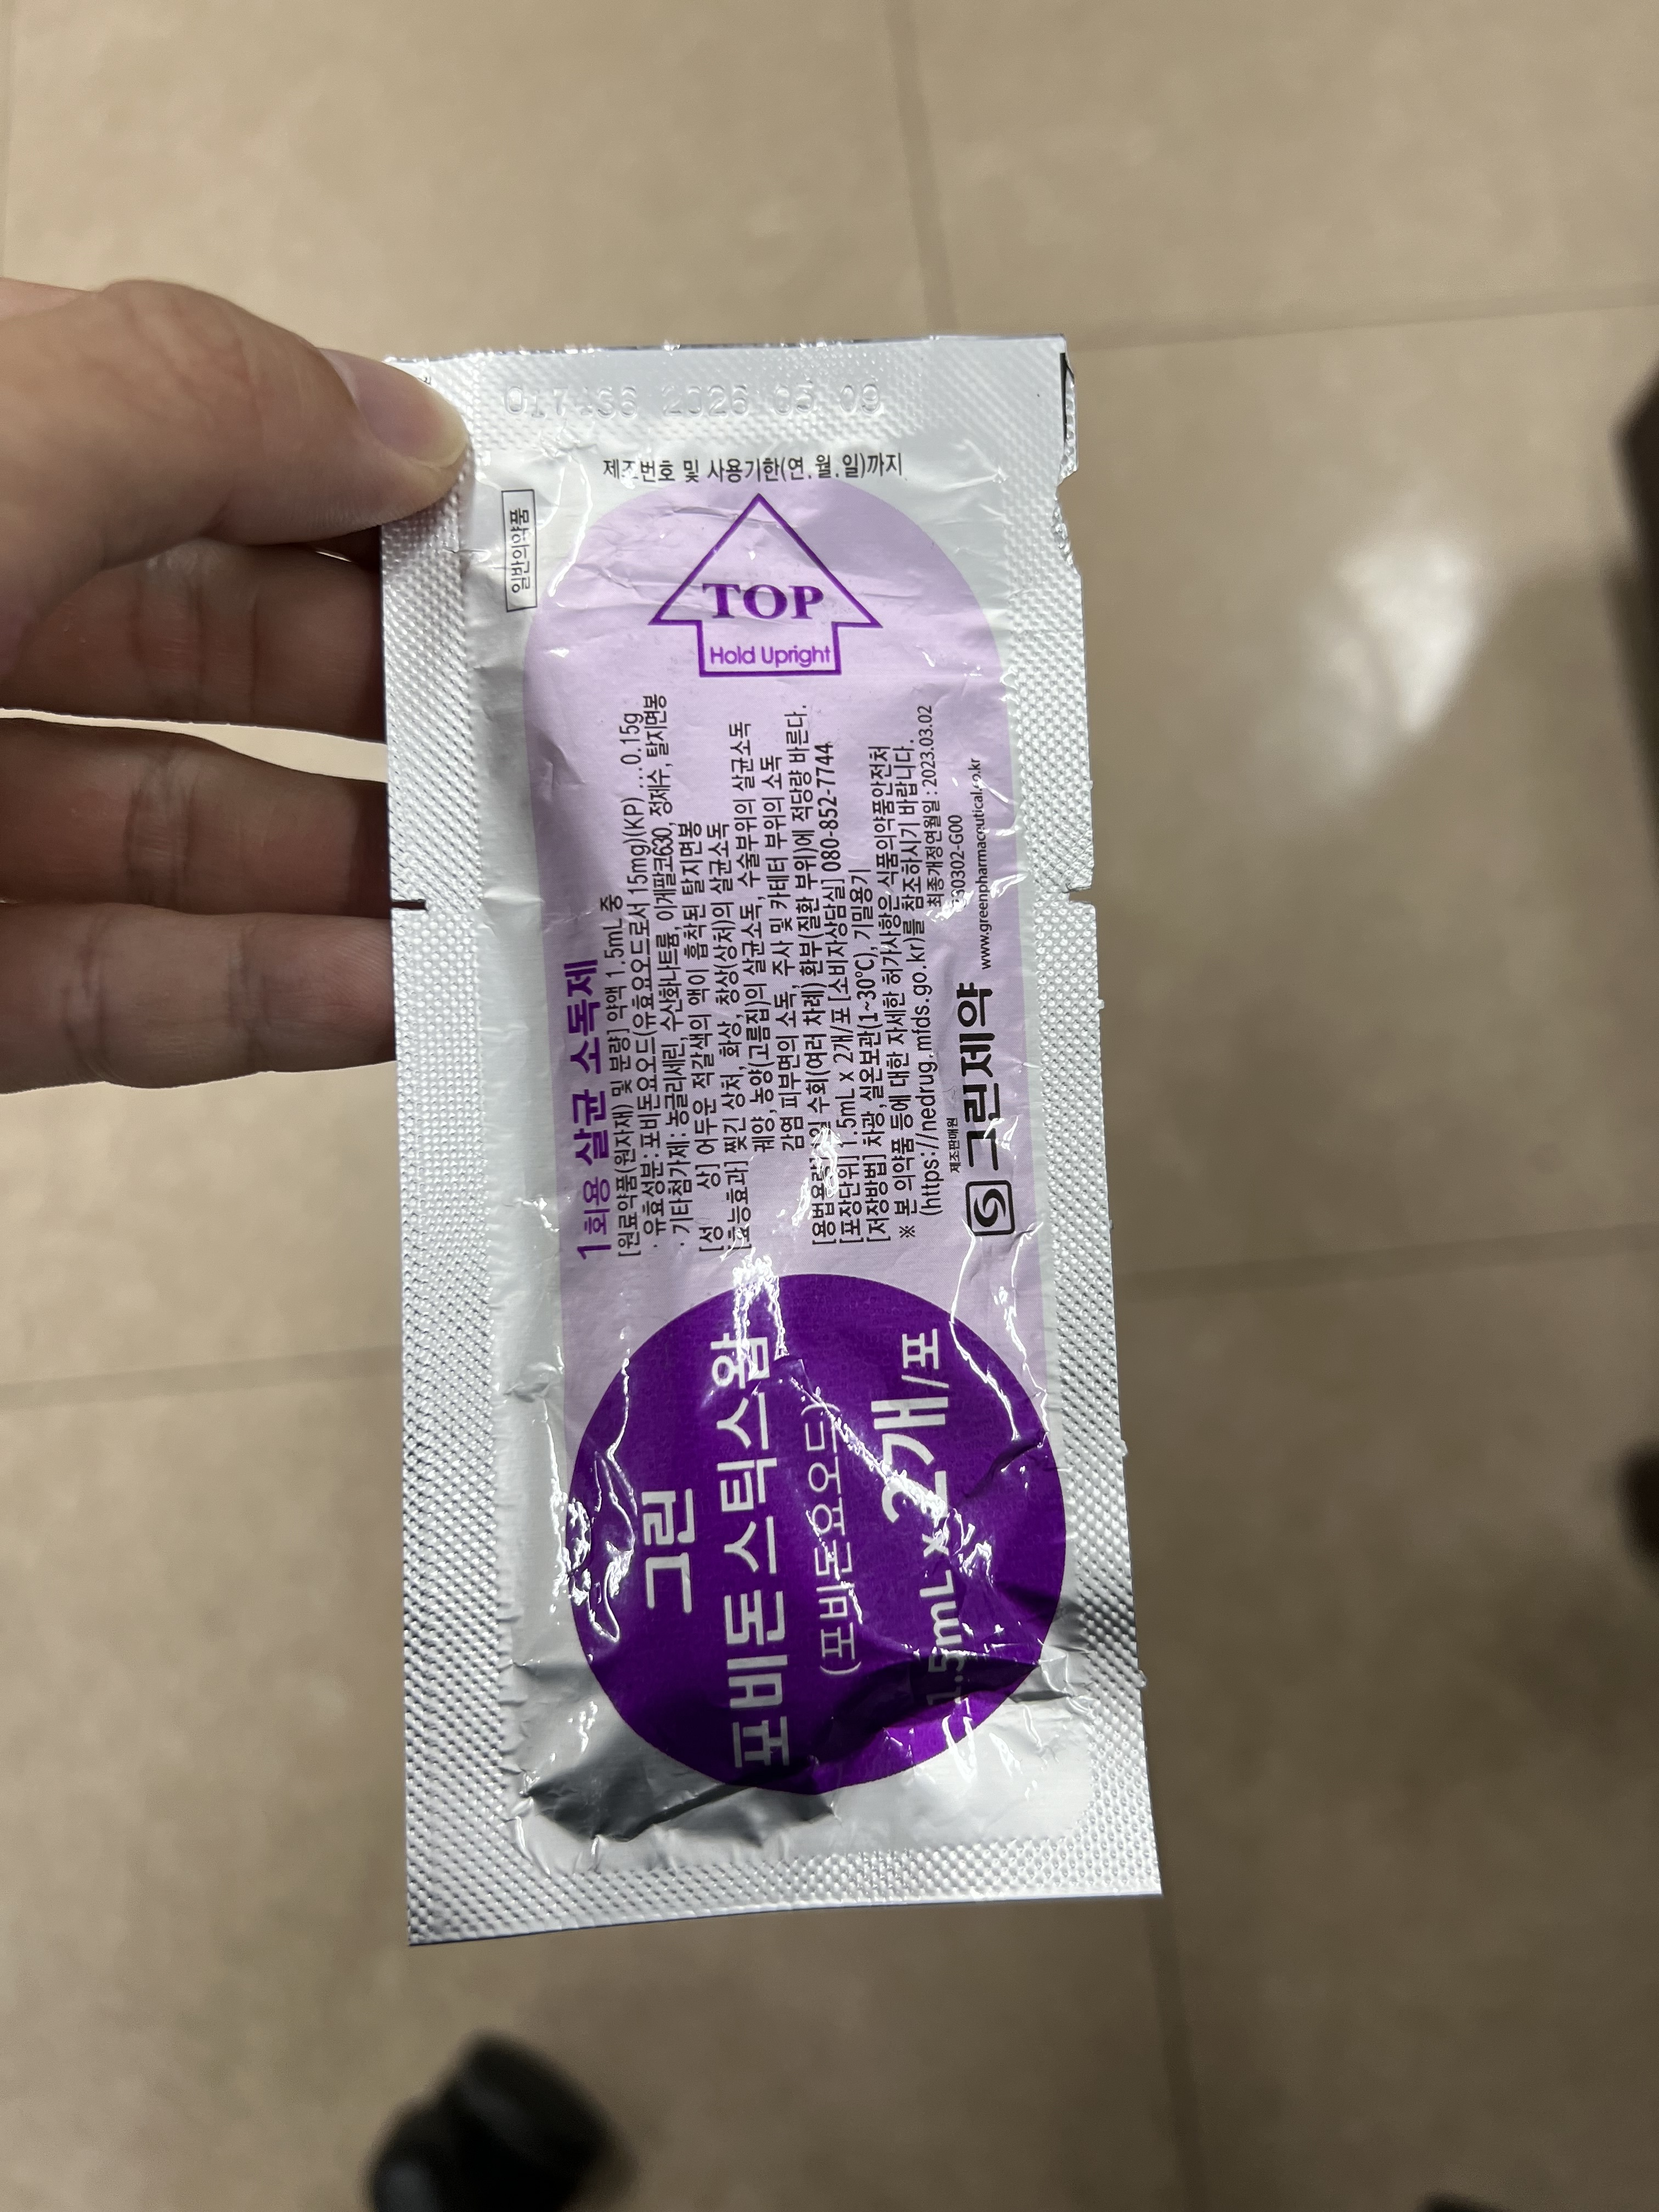 2026
제조번호 및 사용기한(연.월.일)까지
일반의약품
TOP
Hold Upright
1회용 살균 소독제
[원료약품(원자재) 및 분량] 약액 1.5mL 중
· 유효성분 : 포비돈요오드(유효요오드로서 15mg)(KP) ....0.15g
· 기타첨가제 : 농글리세린, 수산화나트륨, 이게팔코630, 정제수, 탈지면봉
[성 상] 어두운 적갈색의 액이 흡착된 탈지면봉
[효능효과] 찢긴 상처, 화상, 창상(상처)의 살균소독
궤양, 농양(고름집)의 살균소독, 수술부위의 살균소독
감염 피부면의 소독, 주사 및 카테터 부위의 소독
[용법용량] 1일 수회(여러 차례) 환부(질환 부위)에 적당량 바른다.
[포장단위] 1.5mL x 2개/포 [소비자상담실] 080-852-7744
[저장방법] 차광,실온보관(1~30℃), 기밀용기
※ 본 의약품 등에 대한 자세한 허가사항은 식품의약품안전처
(https://nedrug.mfds.go.kr)를 참조하시기 바랍니다.
최종개정연월일 : 2023.03.02
제조판매원
그린제약
www.greenpharmaceutical.co.kr
그린
포비돈스틱스왑
(포비돈요오드)
1.5mL x 2개/포